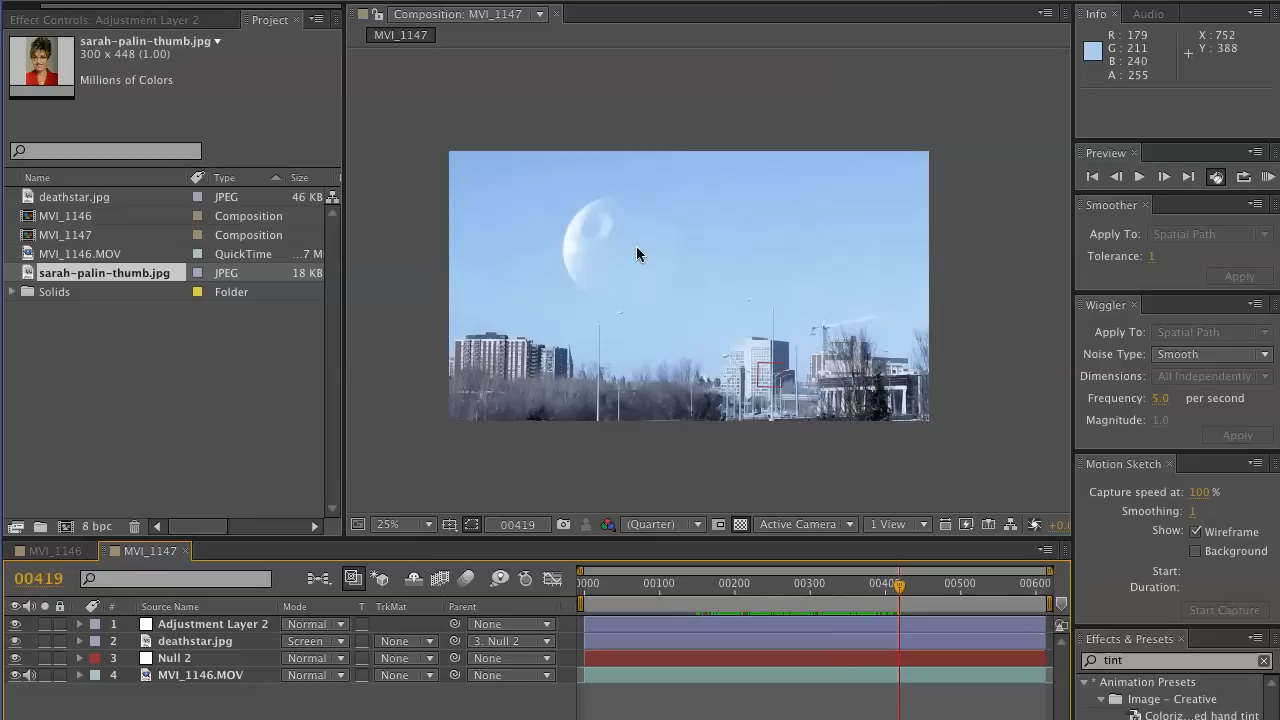 Effect Controls: Adjustment Layer 2 Project
sarah-palin-thumb.jpg
300 x 448 (1.00)
Millions of Colors
Name Type Size
deathstar.jpg JPEG 46 KB
MVI_1146 Composition
MVI_1147 Composition
MVI_1146.MOV QuickTime ...7 M
sarah-palin-thumb.jpg JPEG 18 KB
Solids Folder
8 bpc
Composition: MVI_1147
MVI_1147
25% 00419 (Quarter) Active Camera 1 View +0.0
Info Audio
R : 179
G : 211
B : 240
A : 255
X : 752
Y : 388
Preview
Smoother
Apply To: Spatial Path
Tolerance: 1
Apply
Wiggler
Apply To: Spatial Path
Noise Type: Smooth
Dimensions: All Independently
Frequency: 5.0 per second
Magnitude: 1.0
Apply
Motion Sketch
Capture speed at: 100 %
Smoothing: 1
Show: Wireframe
Background
Start:
Duration:
Start Capture
Effects & Presets
tint
* Animation Presets
Image - Creative
Coloriz...ed hand tint
MVI_1146 MVI_1147
00419
0000 00100 00200 00300 00400 00500 00600
# Source Name Mode T TrkMat Parent
1 Adjustment Layer 2 Normal None
2 deathstar.jpg Screen None 3. Null 2
3 Null 2 Normal None None
4 MVI_1146.MOV Normal None None